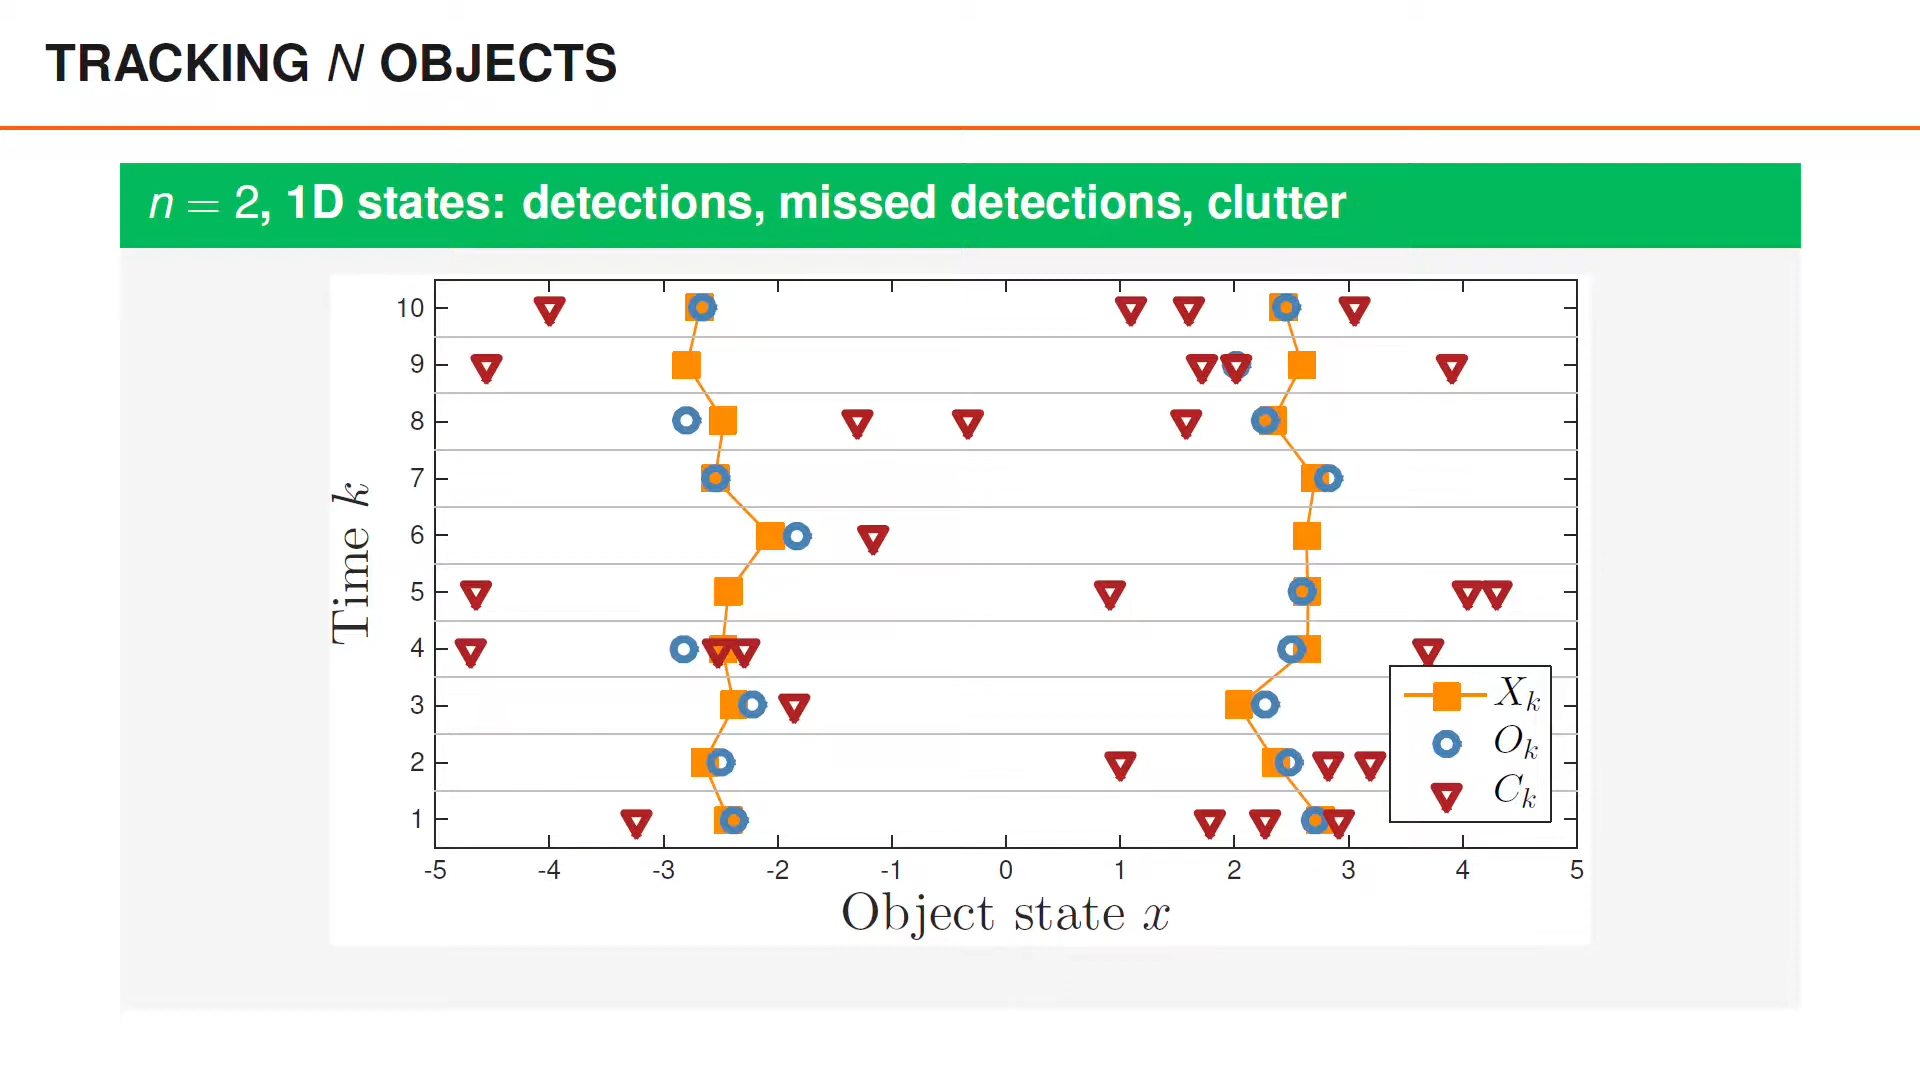 TRACKING N OBJECTS
n = 2, 1D states: detections, missed detections, clutter
10
9
8
7
6
5
4
3
2
1
Time k
X_k
O_k
C_k
-5 -4 -3 -2 -1 0 1 2 3 4 5
Object state x